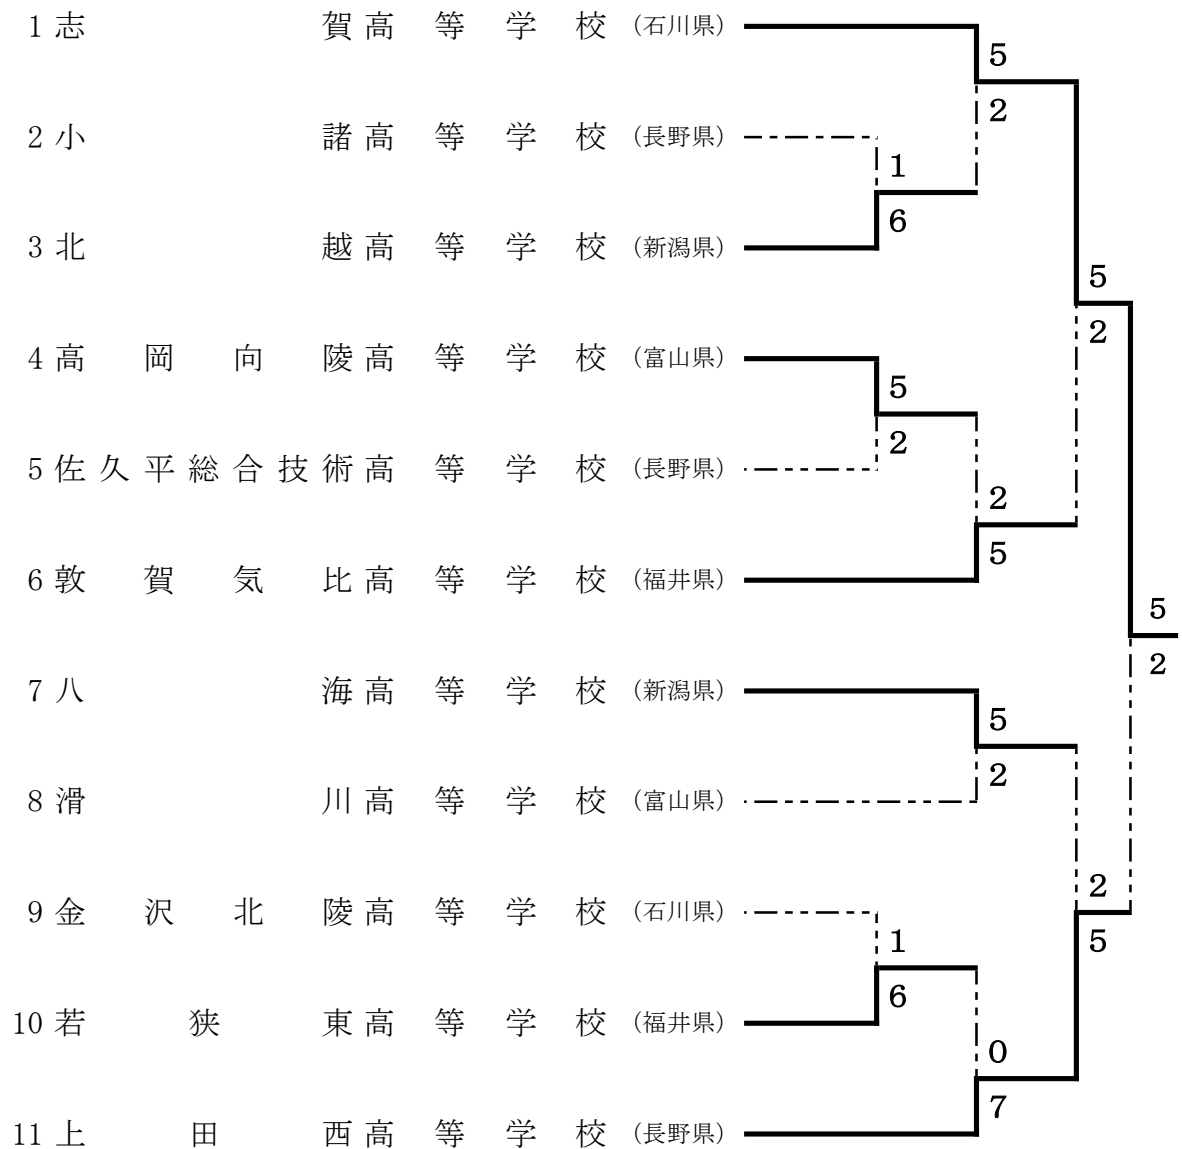 1 志賀高等学校 (石川県)
5
2
2 小諸高等学校 (長野県)
1
6
3 北越高等学校 (新潟県)
5
2
4 高岡向陵高等学校 (富山県)
5
2
5 佐久平総合技術高等学校 (長野県)
2
5
6 敦賀気比高等学校 (福井県)
5
2
7 八海高等学校 (新潟県)
5
2
8 滑川高等学校 (富山県)
2
5
9 金沢北陵高等学校 (石川県)
1
6
10 若狭東高等学校 (福井県)
0
7
11 上田西高等学校 (長野県)